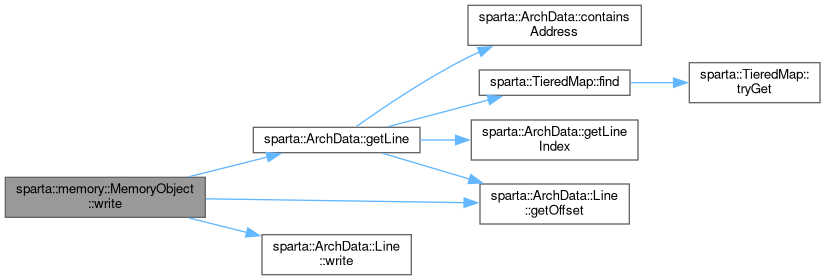 sparta::memory::MemoryObject
::write
sparta::ArchData::getLine
sparta::ArchData::contains
Address
sparta::TieredMap::find
sparta::TieredMap::
tryGet
sparta::ArchData::getLine
Index
sparta::ArchData::Line
::getOffset
sparta::ArchData::Line
::write